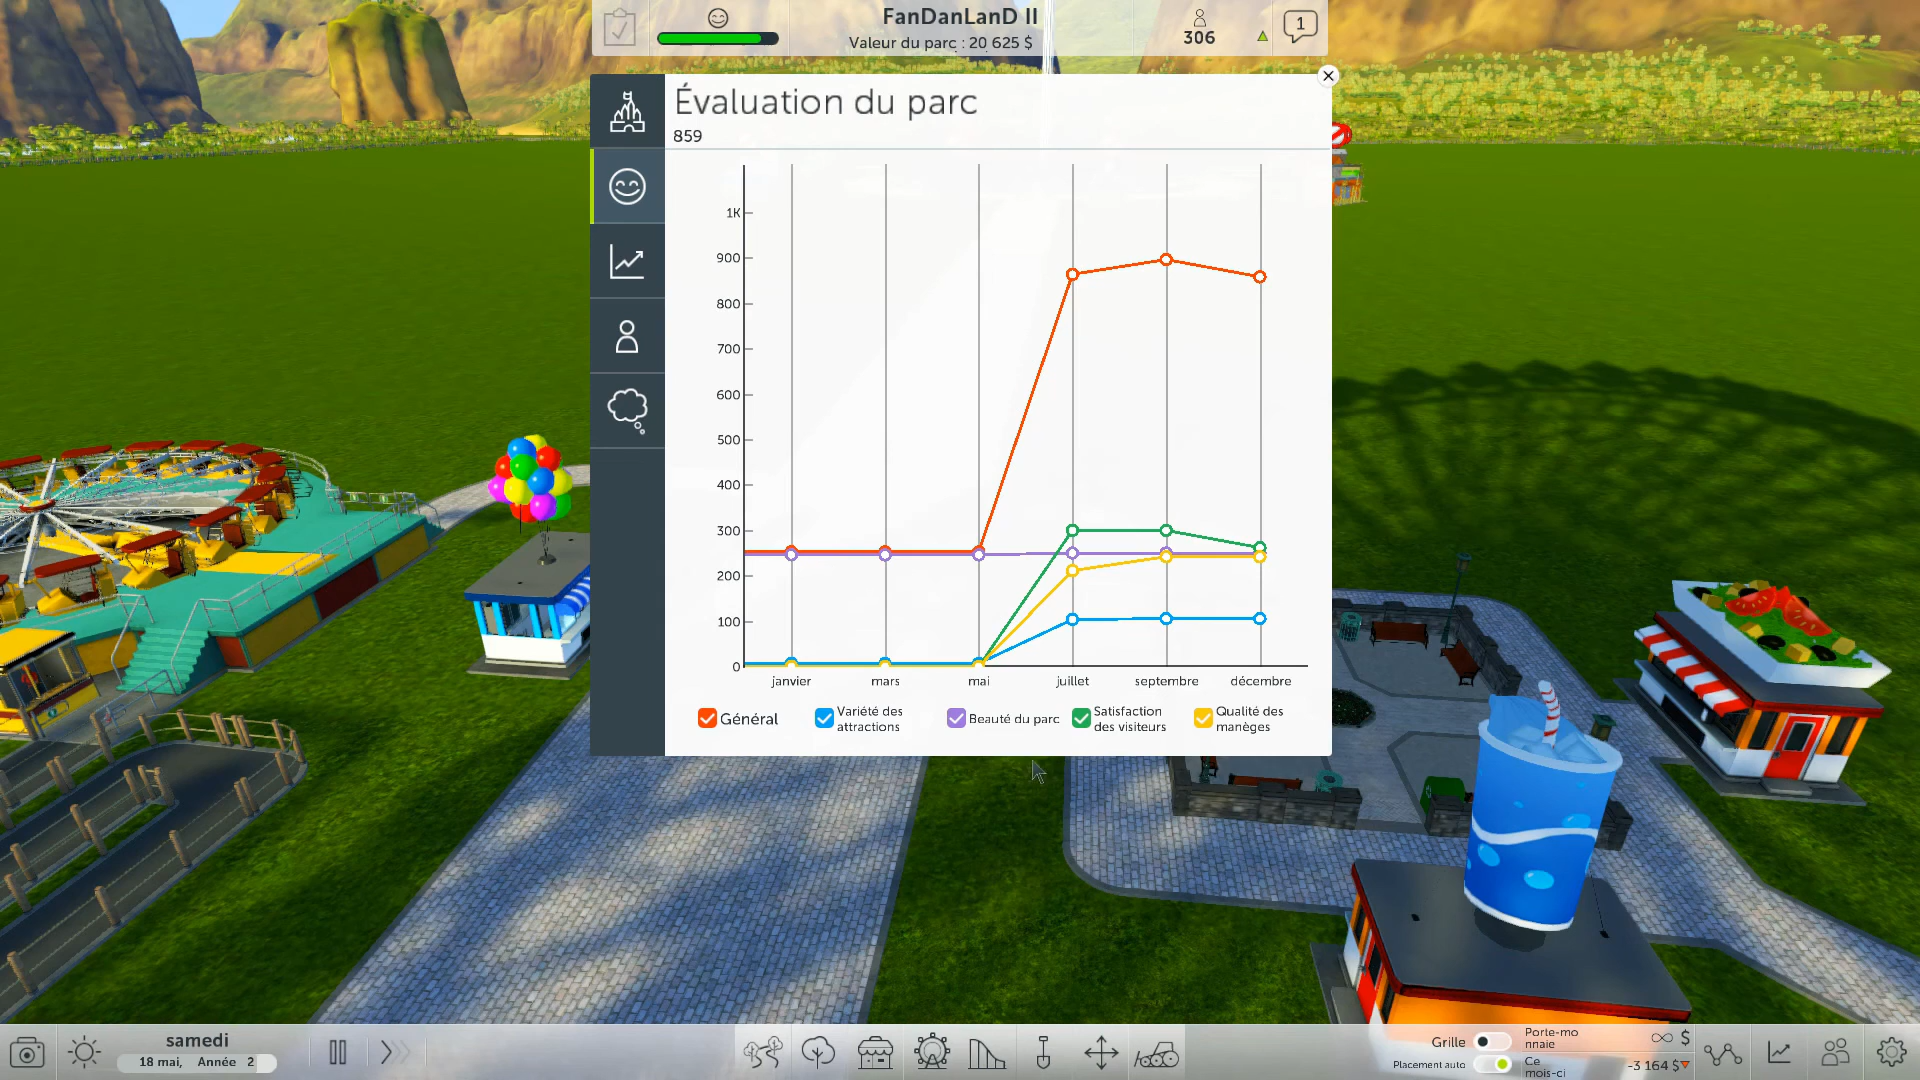 FanDanLanD II
Valeur du parc : 20 625 $
306
1
Évaluation du parc
859
1K
900
800
700
600
500
400
300
200
100
0
janvier mars mai juillet septembre décembre
Général
Variété des
attractions
Beauté du parc
Satisfaction
des visiteurs
Qualité des
manèges
samedi
18 mai, Année 2
Grille
Placement auto
Porte-mo
nnaie
∞ $
Ce
mois-ci
-3 164 $